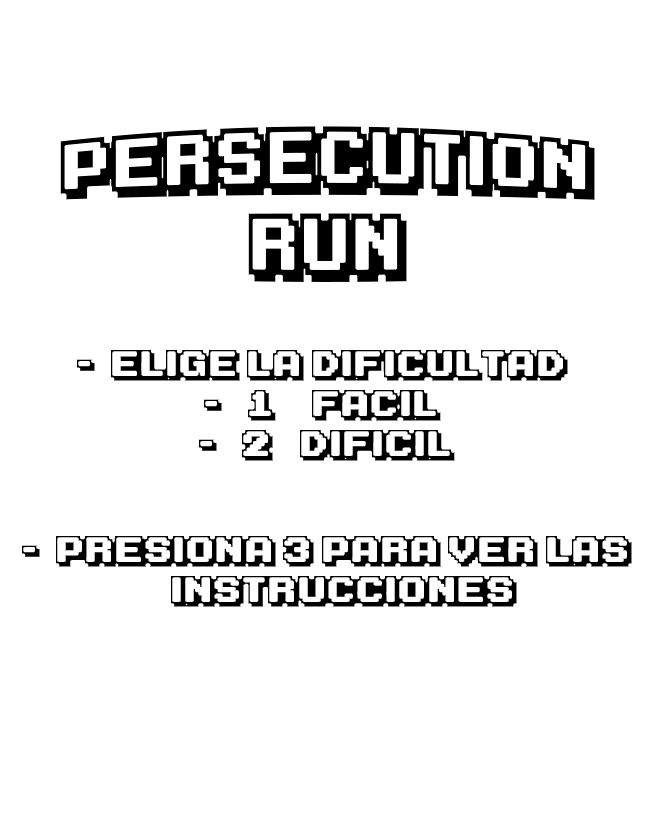 PERSECUTION
RUN
- ELIGE LA DIFICULTAD
- 1 FACIL
- 2 DIFICIL
- PRESIONA 3 PARA VER LAS
INSTRUCCIONES